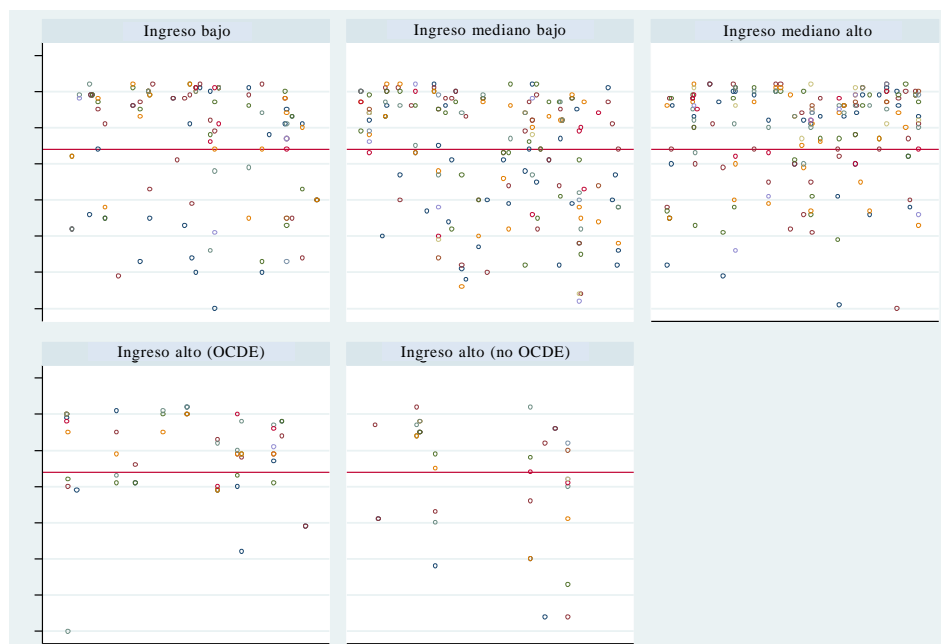 Ingreso bajo
Ingreso mediano bajo
Ingreso mediano alto
Ingreso alto (OCDE)
Ingreso alto (no OCDE)